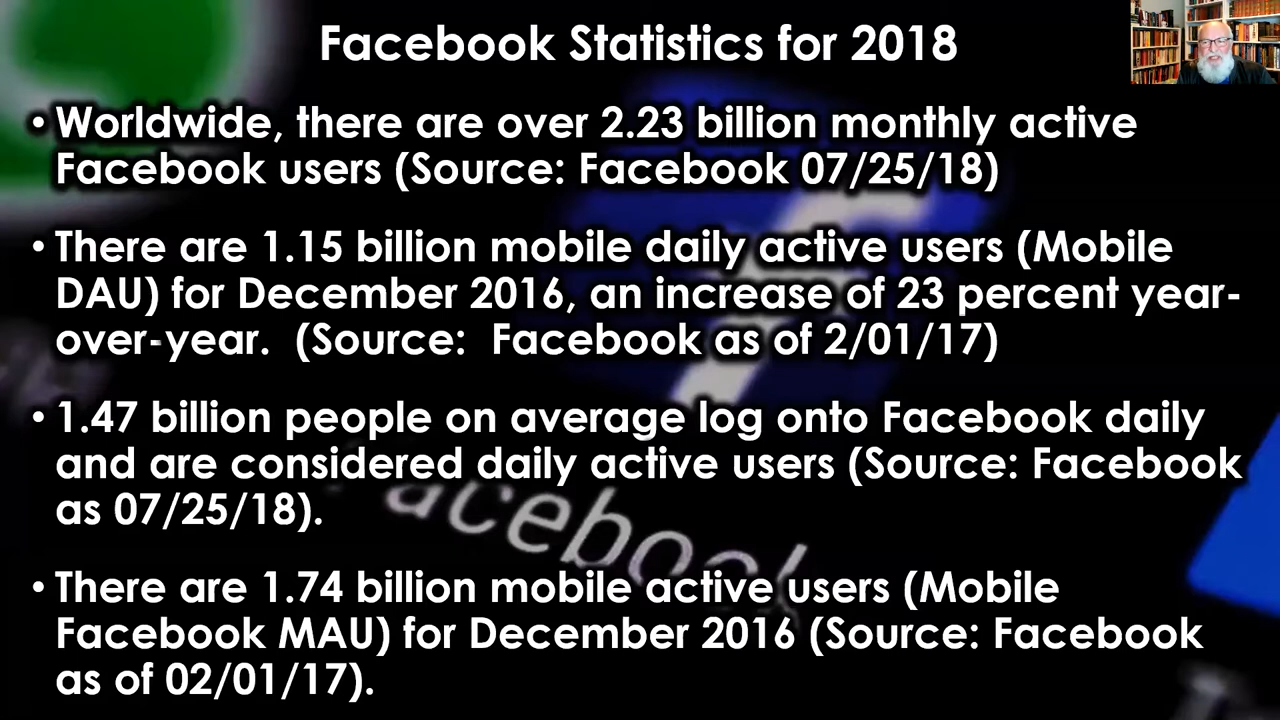 Facebook Statistics for 2018
• Worldwide, there are over 2.23 billion monthly active
Facebook users (Source: Facebook 07/25/18)
• There are 1.15 billion mobile daily active users (Mobile
DAU) for December 2016, an increase of 23 percent year-
over-year.  (Source:  Facebook as of 2/01/17)
• 1.47 billion people on average log onto Facebook daily
and are considered daily active users (Source: Facebook
as 07/25/18).
• There are 1.74 billion mobile active users (Mobile
Facebook MAU) for December 2016 (Source: Facebook
as of 02/01/17).
facebook